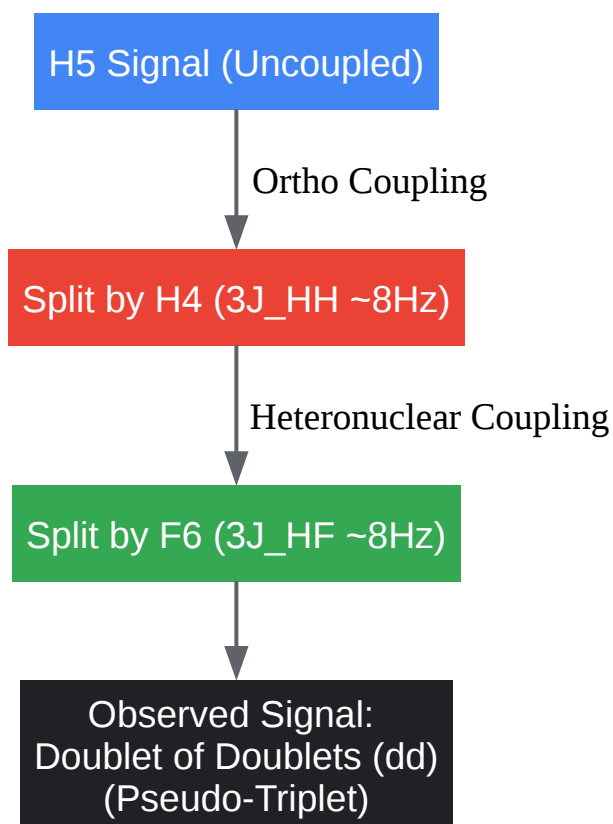 H5 Signal (Uncoupled)
Ortho Coupling
Split by H4 (3J_HH ~8Hz)
Heteronuclear Coupling
Split by F6 (3J_HF ~8Hz)
Observed Signal:
Doublet of Doublets (dd)
(Pseudo-Triplet)